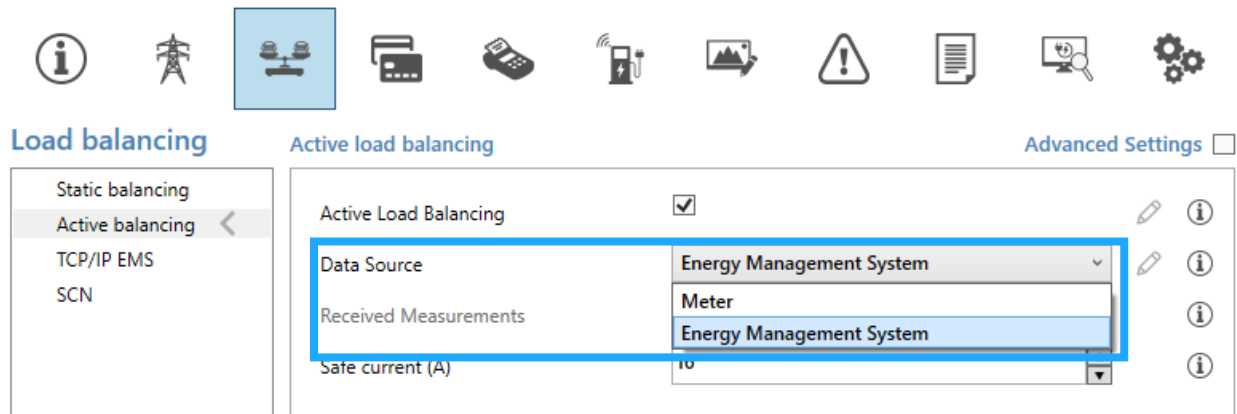 Load balancing
Active load balancing
Advanced Settings
Static balancing
Active balancing
TCP/IP EMS
SCN
Active Load Balancing
Data Source
Energy Management System
Meter
Received Measurements
Energy Management System
Safe current (A)